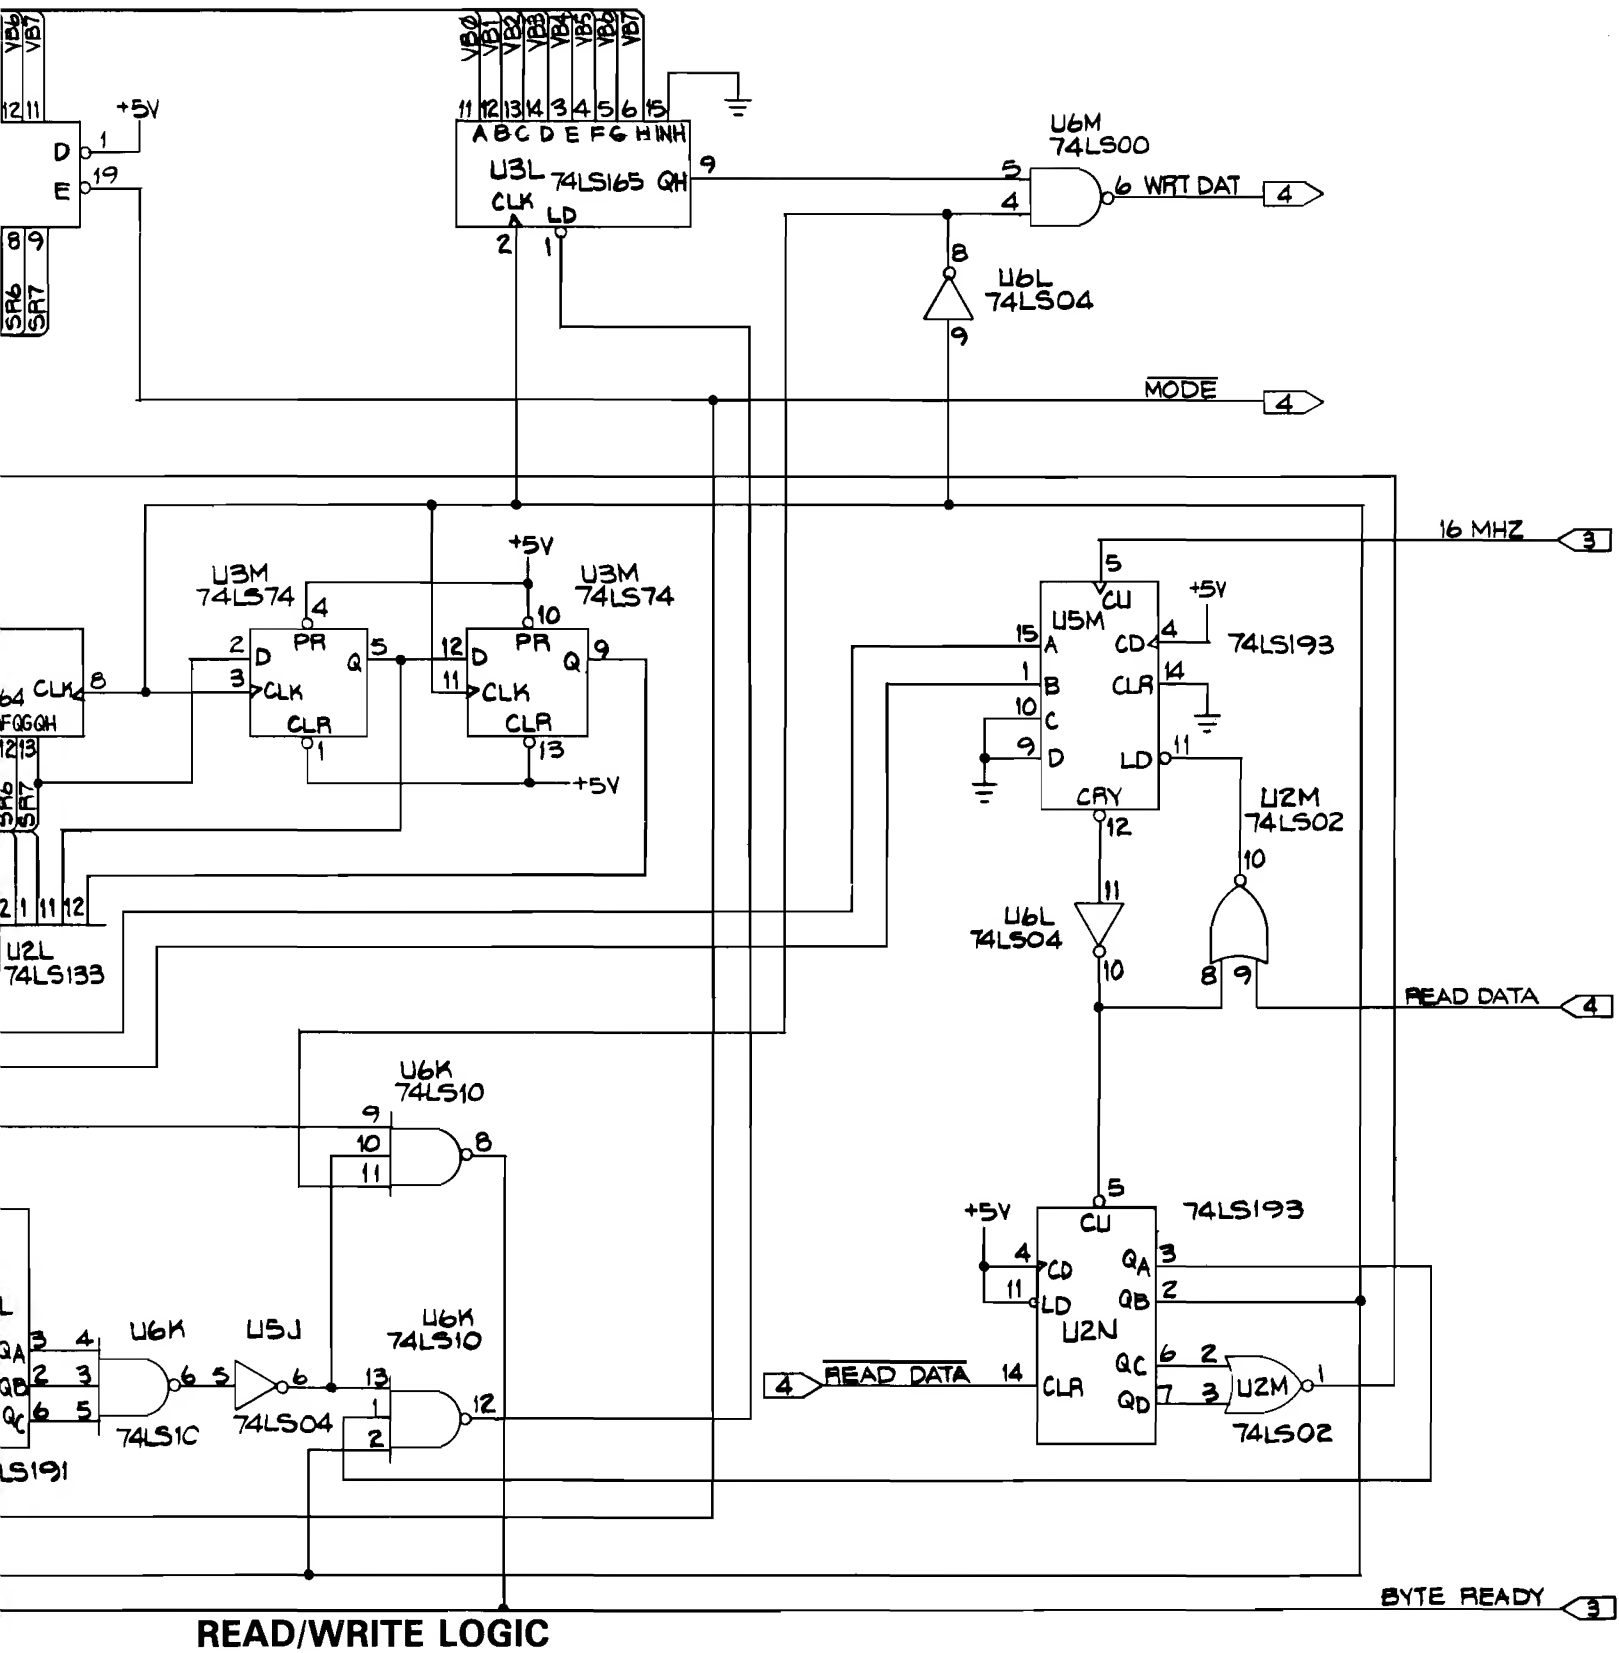 VB6 VB7
VB0 VB1 VB2 VB3 VB4 VB5 VB6 VB7
12 11
+5V
11 12 13 14 3 4 5 6 15
D 1
E 19
A B C D E F G H INH
U3L 74LS165 QH 9
CLK LD
2 1
8 9
SR6 SR7
U6M
74LS00
5
4
6 WRT DAT 4
8
U6L
74LS04
9
MODE 4
16 MHZ 3
+5V
U3M
74LS74
4
U3M
74LS74
10
2 D PR Q 5
3 CLK
CLR
1
12 D PR Q 9
11 CLK
CLR
13
+5V
64 CLK 8
FQGQH
12 13
SR6 SR7
2 1 11 12
U2L
74LS133
5
CU
U5M
+5V
15 A CD 4
74LS193
1 B CLR 14
10 C
9 D LD 11
CRY
12
U2M
74LS02
10
11
U6L
74LS04
10
8 9
READ DATA 4
U6K
74LS10
9
10
11
8
5
74LS193
+5V
CU
4 CD QA 3
11 LD QB 2
U2N
QC 6 2
4 READ DATA 14 CLR
QD 7 3
U2M 1
74LS02
L
QA 3 4
QB 2 3
QC 6 5
LS191
U6K
6
74LS10
U5J
5 6
74LS04
U6K
74LS10
13
1
2
12
BYTE READY 3
READ/WRITE LOGIC